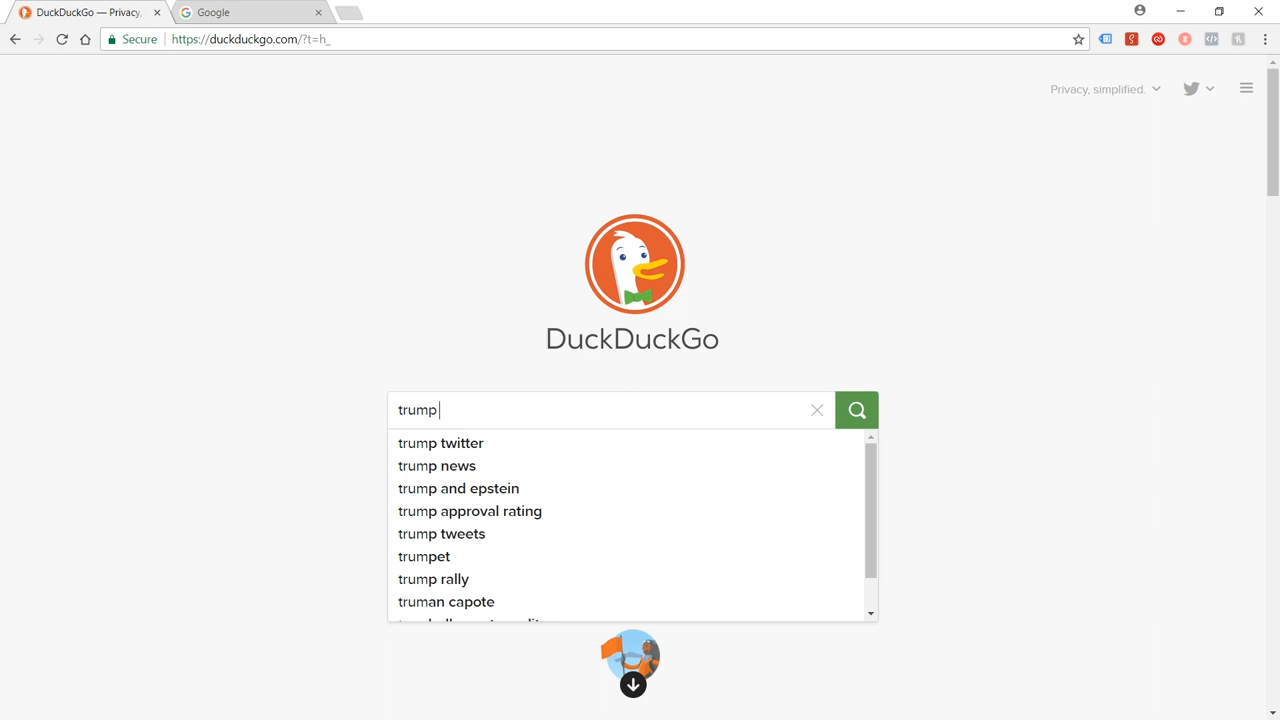 DuckDuckGo — Privacy,
Google
Secure
https://duckduckgo.com/?t=h_
Privacy, simplified.
DuckDuckGo
trump
trump twitter
trump news
trump and epstein
trump approval rating
trump tweets
trumpet
trump rally
truman capote